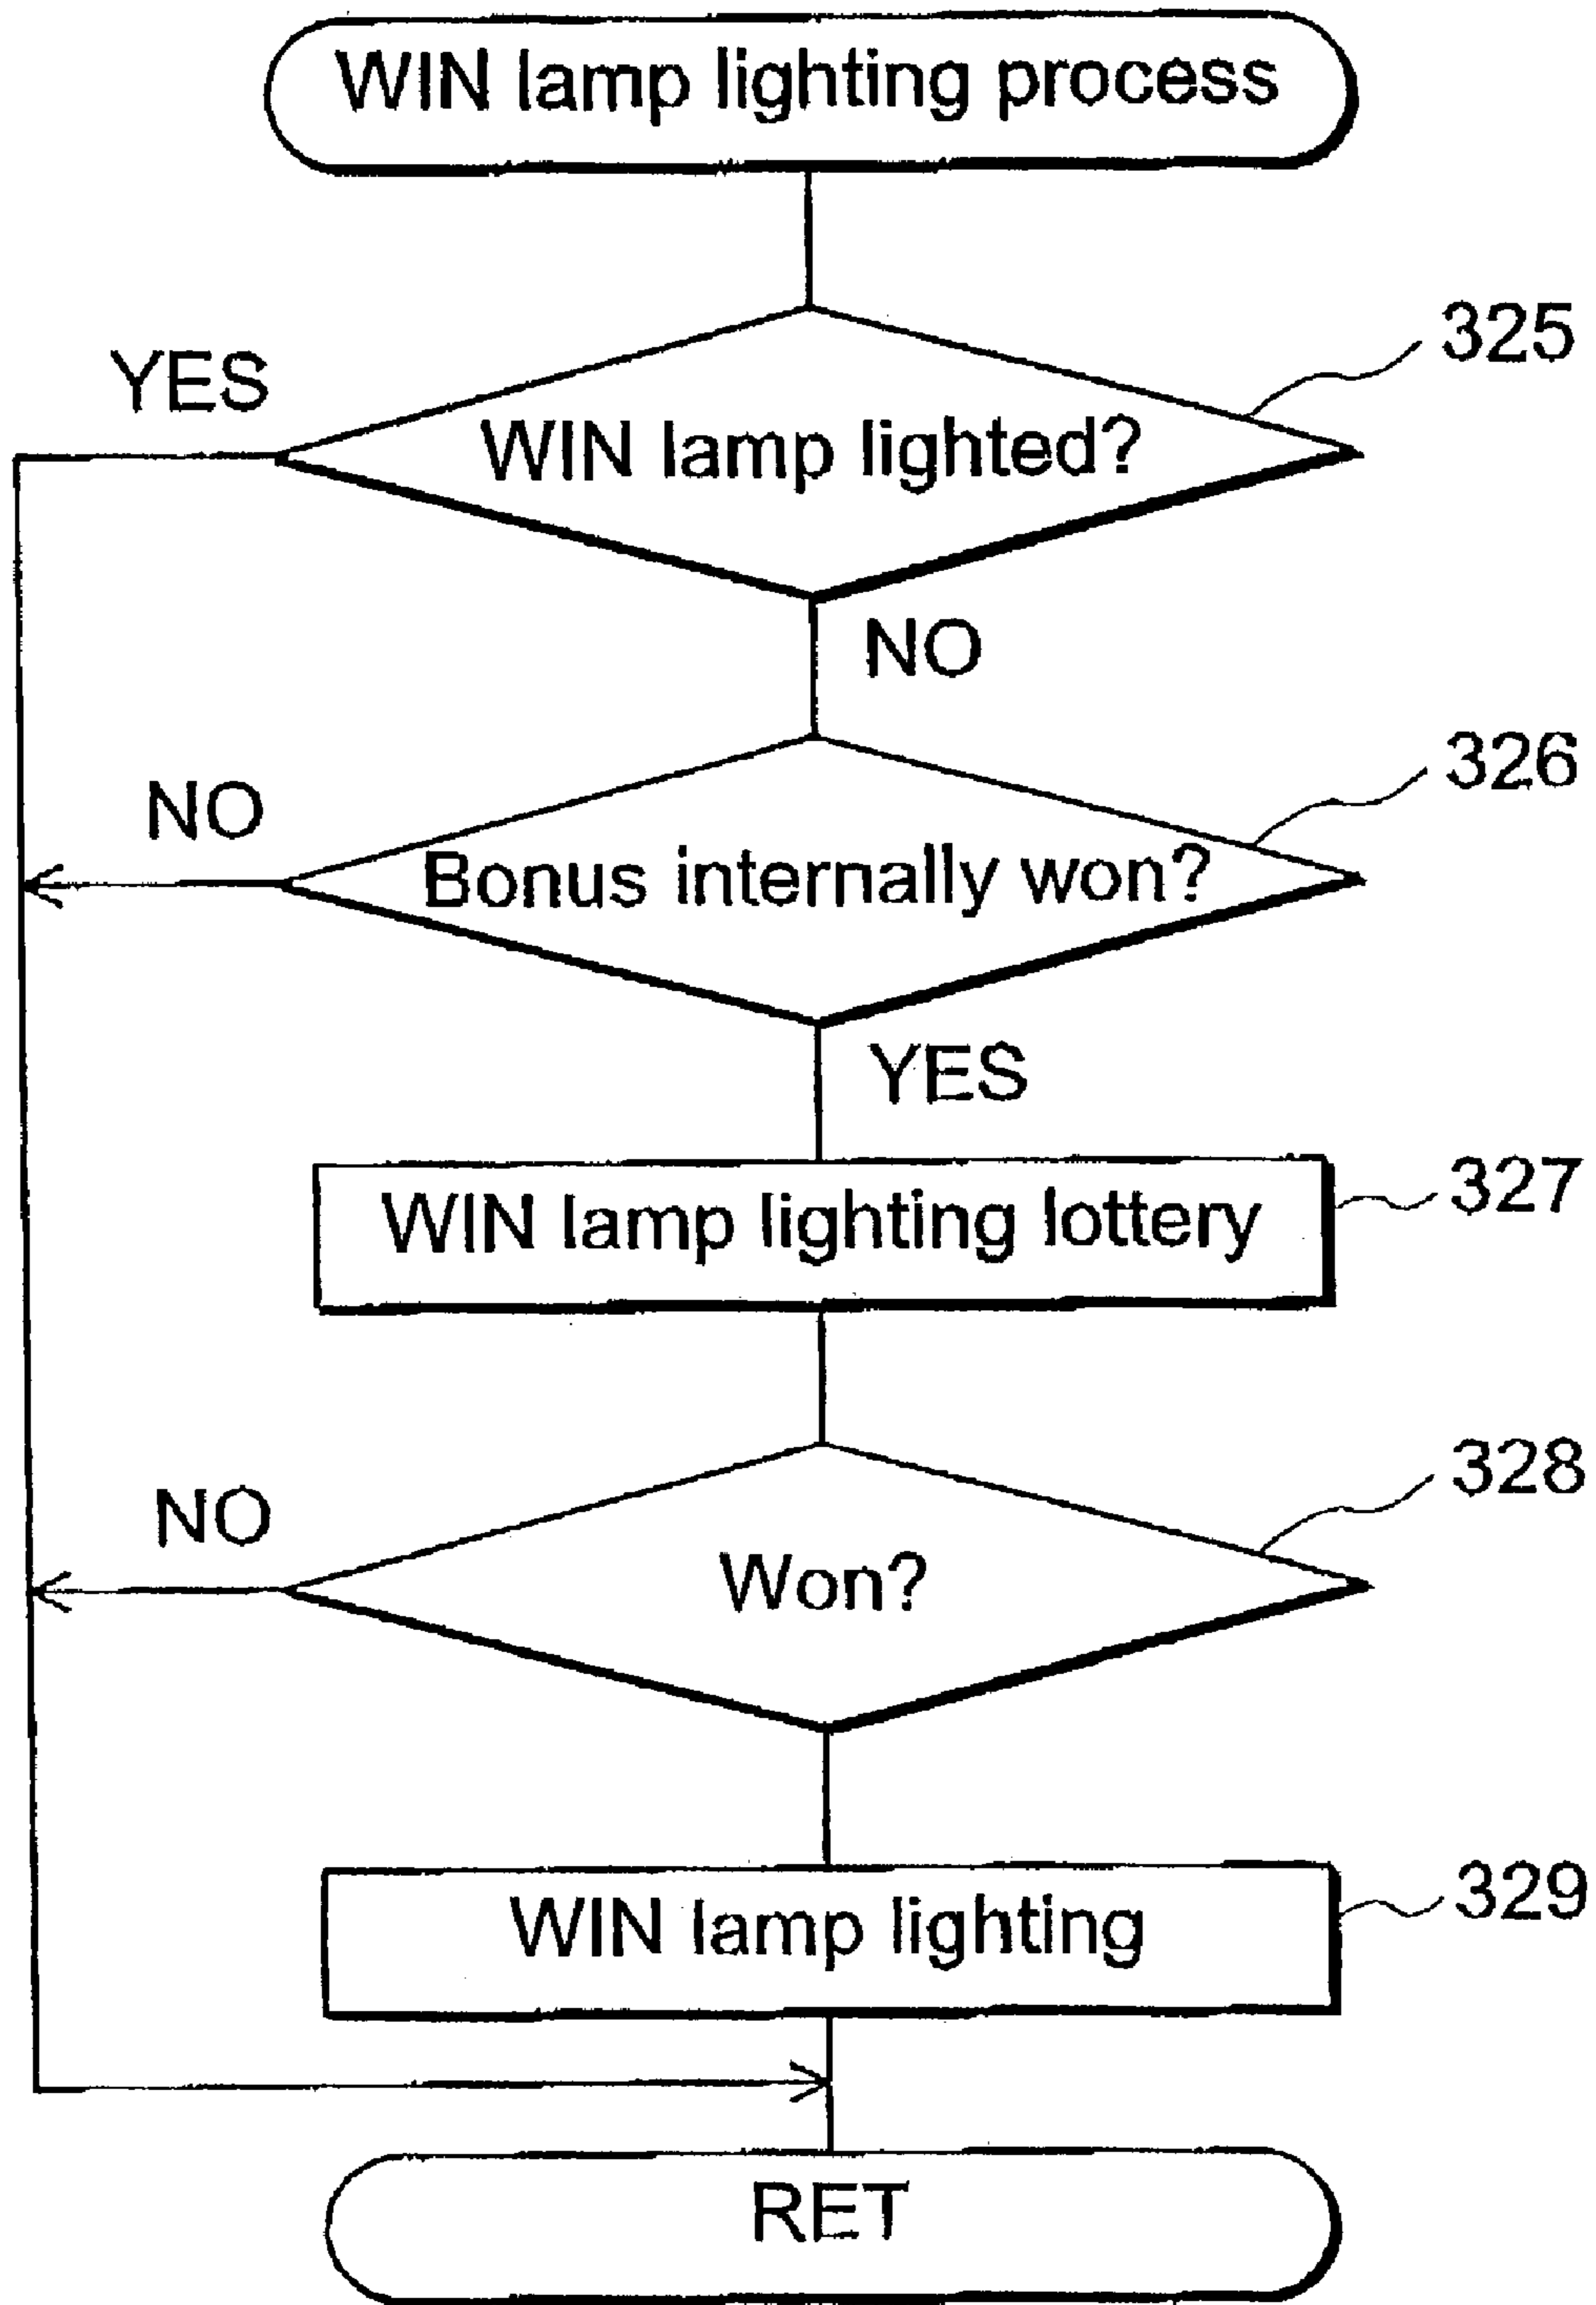 WIN lamp lighting process
325
YES
WIN lamp lighted?
NO
326
NO
Bonus internally won?
YES
327
WIN lamp lighting lottery
328
NO
Won?
329
WIN lamp lighting
RET